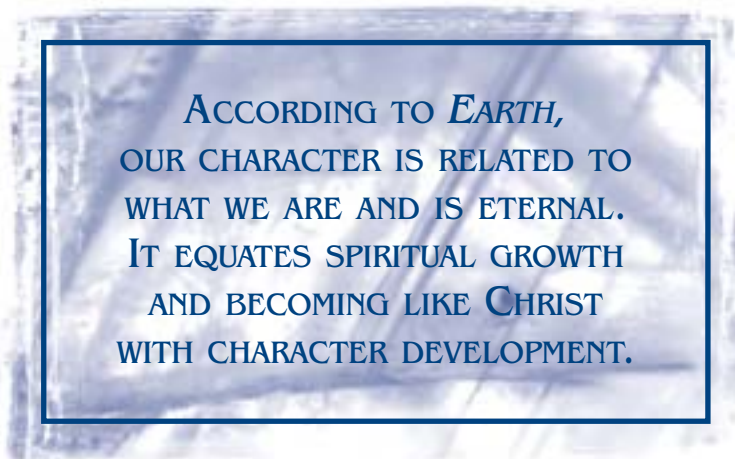 According to Earth,
our character is related to
what we are and is eternal.
It equates spiritual growth
and becoming like Christ
with character development.